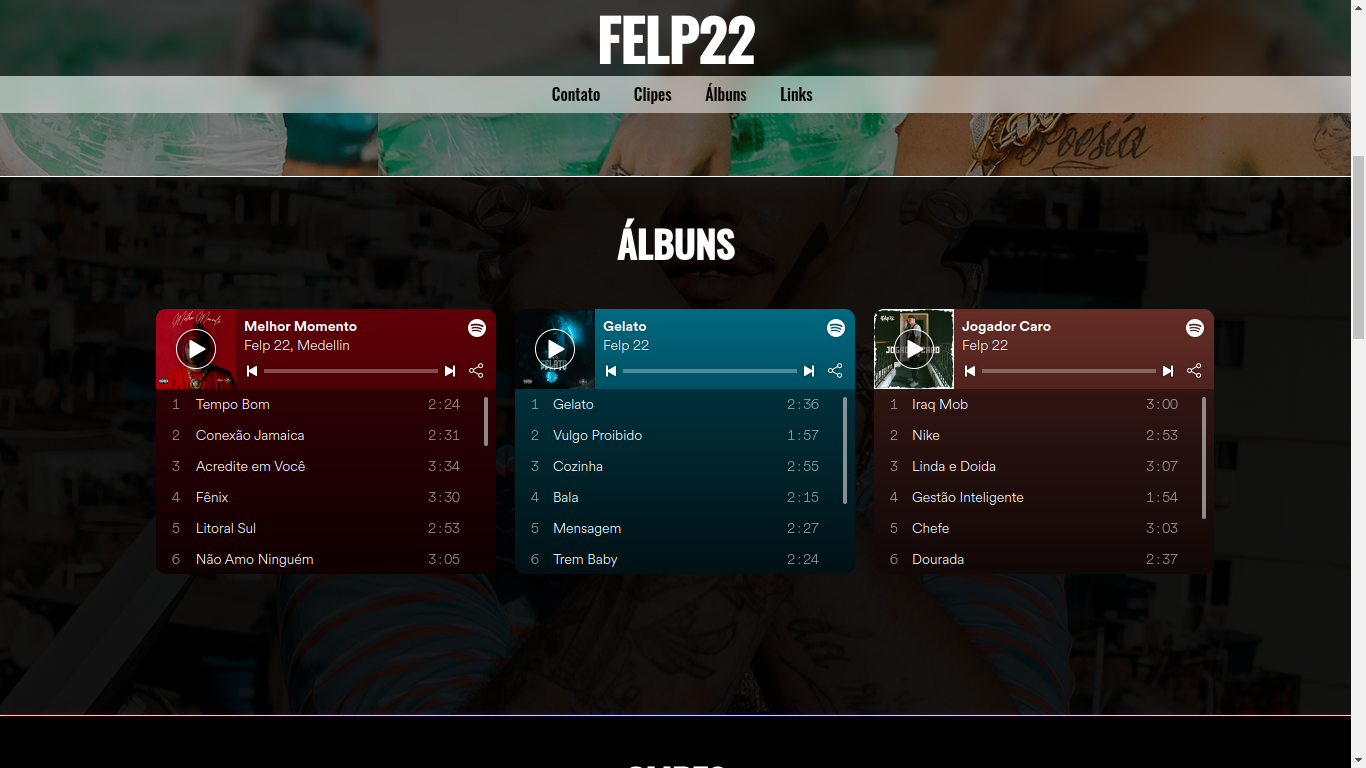 FELP22
Contato Clipes Álbuns Links
Poesía
ÁLBUNS
Melhor Momento
Felp 22, Medellin
1 Tempo Bom 2:24
2 Conexão Jamaica 2:31
3 Acredite em Você 3:34
4 Fênix 3:30
5 Litoral Sul 2:53
6 Não Amo Ninguém 3:05
Gelato
Felp 22
GELATO
1 Gelato 2:36
2 Vulgo Proibido 1:57
3 Cozinha 2:55
4 Bala 2:15
5 Mensagem 2:27
6 Trem Baby 2:24
Jogador Caro
Felp 22
JOGADOR CARO
1 Iraq Mob 3:00
2 Nike 2:53
3 Linda e Doida 3:07
4 Gestão Inteligente 1:54
5 Chefe 3:03
6 Dourada 2:37